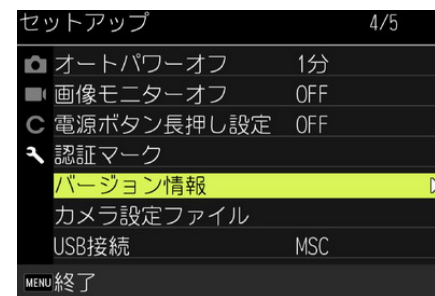 セットアップ 4/5
オートパワーオフ 1分
画像モニターオフ OFF
C 電源ボタン長押し設定 OFF
認証マーク
バージョン情報
カメラ設定ファイル
USB接続 MSC
MENU 終了